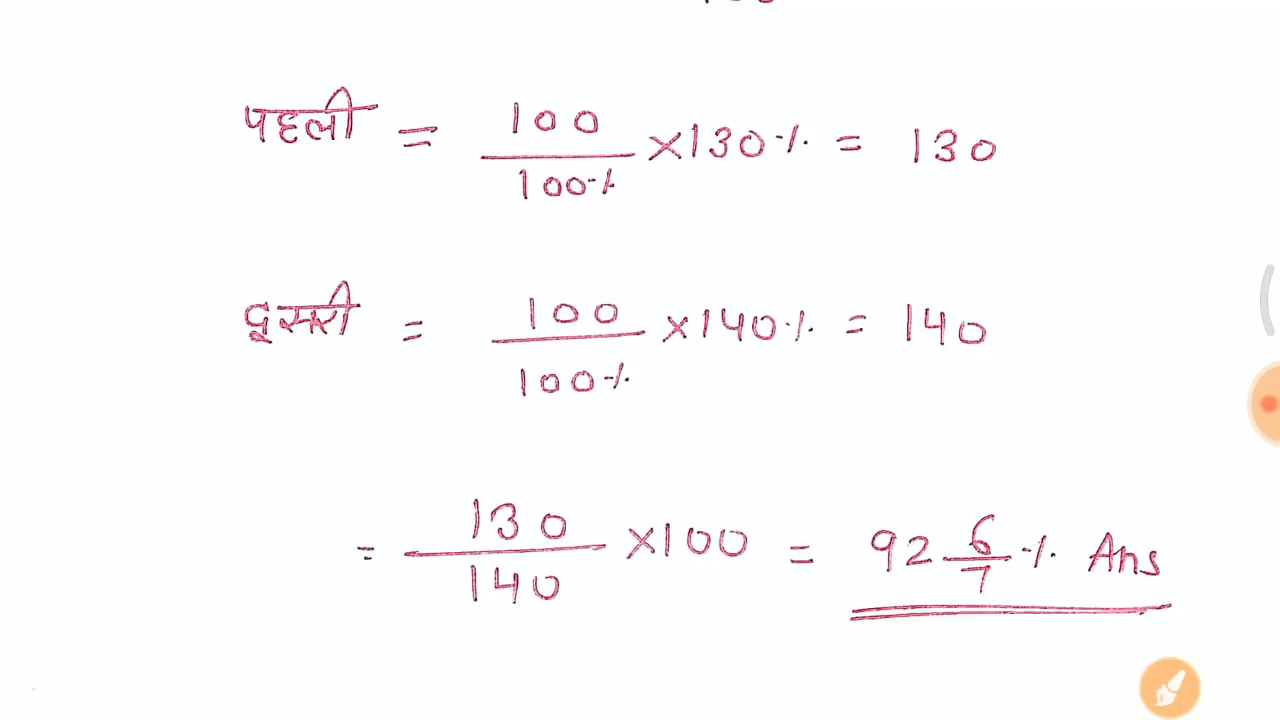 पहली = 100/100% ×130% = 130
दूसरी = 100/100% ×140% = 140
= 130/140 ×100 = 92 6/7 % Ans